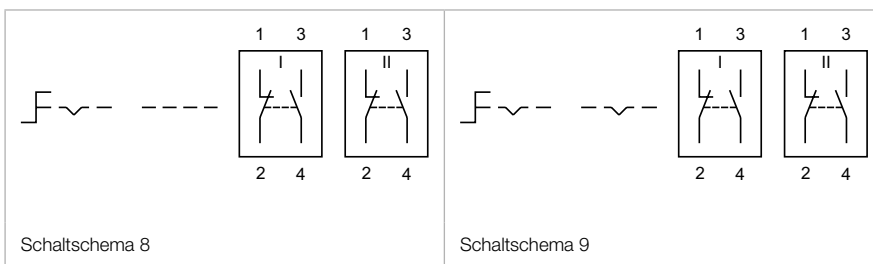 1 3 1 3 1 3 1 3
I II I II
2 4 2 4 2 4 2 4
Schaltschema 8
Schaltschema 9